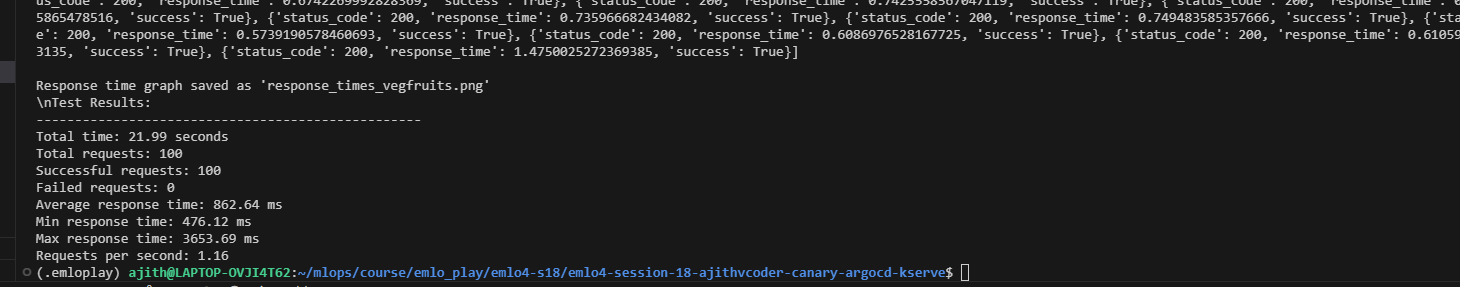 us_code': 200, 'response_time': 0.6742269992828369, 'success': True}, {'status_code': 200, 'response_time': 0.7425558567047119, 'success': True}, {'status_code': 200, 'response_time': 0
5865478516, 'success': True}, {'status_code': 200, 'response_time': 0.735966682434082, 'success': True}, {'status_code': 200, 'response_time': 0.749483585357666, 'success': True}, {'sta
e': 200, 'response_time': 0.5739190578460693, 'success': True}, {'status_code': 200, 'response_time': 0.6086976528167725, 'success': True}, {'status_code': 200, 'response_time': 0.61059
3135, 'success': True}, {'status_code': 200, 'response_time': 1.4750025272369385, 'success': True}]
Response time graph saved as 'response_times_vegfruits.png'
\nTest Results:
--------------------------------------------------
Total time: 21.99 seconds
Total requests: 100
Successful requests: 100
Failed requests: 0
Average response time: 862.64 ms
Min response time: 476.12 ms
Max response time: 3653.69 ms
Requests per second: 1.16
(.emloplay) ajith@LAPTOP-OVJI4T62:~/mlops/course/emlo_play/emlo4-s18/emlo4-session-18-ajithvcoder-canary-argocd-kserve$